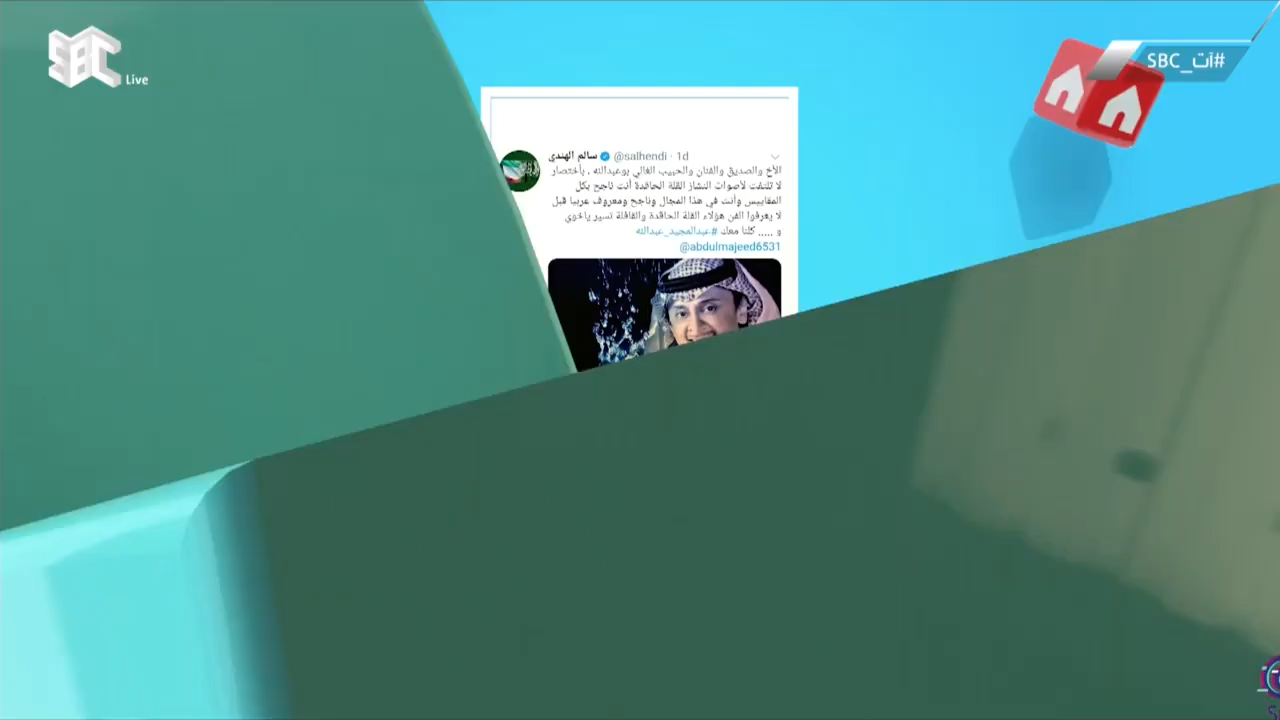 SBC
Live
#آت_SBC
سالم الهندي @salhendi · 1d
الأخ والصديق والفنان والحبيب الغالي بوعبدالله , بأختصار
لا تلتفت لأصوات النشاز القلة الحاقدة أنت ناجح بكل
المقاييس وأنت في هذا المجال وناجح ومعروف عربيا قبل
لا يعرفوا الفن هؤلاء القلة الحاقدة والقافلة تسير ياخوي
و ..... كلنا معك #عبدالمجيد_عبدالله
@abdulmajeed6531